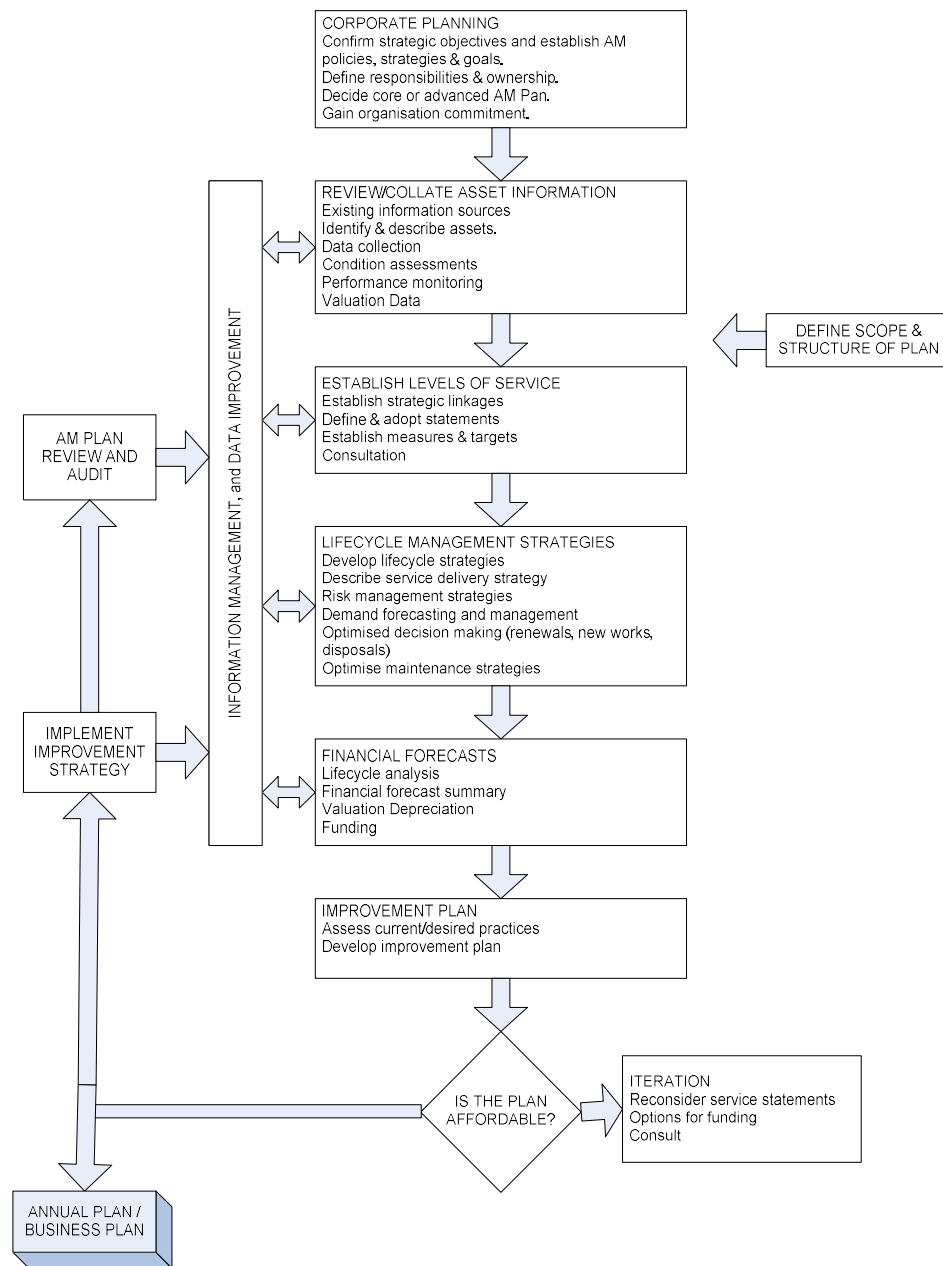 CORPORATE PLANNING
Confirm strategic objectives and establish AM
policies, strategies & goals.
Define responsibilities & ownership.
Decide core or advanced AM Pan.
Gain organisation commitment.
REVIEW/COLLATE ASSET INFORMATION
Existing information sources
Identify & describe assets.
Data collection
Condition assessments
Performance monitoring
Valuation Data
DEFINE SCOPE &
STRUCTURE OF PLAN
INFORMATION MANAGEMENT, and DATA IMPROVEMENT
ESTABLISH LEVELS OF SERVICE
Establish strategic linkages
Define & adopt statements
Establish measures & targets
Consultation
AM PLAN
REVIEW AND
AUDIT
LIFECYCLE MANAGEMENT STRATEGIES
Develop lifecycle strategies
Describe service delivery strategy
Risk management strategies
Demand forecasting and management
Optimised decision making (renewals, new works,
disposals)
Optimise maintenance strategies
IMPLEMENT
IMPROVEMENT
STRATEGY
FINANCIAL FORECASTS
Lifecycle analysis
Financial forecast summary
Valuation Depreciation
Funding
IMPROVEMENT PLAN
Assess current/desired practices
Develop improvement plan
IS THE PLAN
AFFORDABLE?
ITERATION
Reconsider service statements
Options for funding
Consult
ANNUAL PLAN /
BUSINESS PLAN